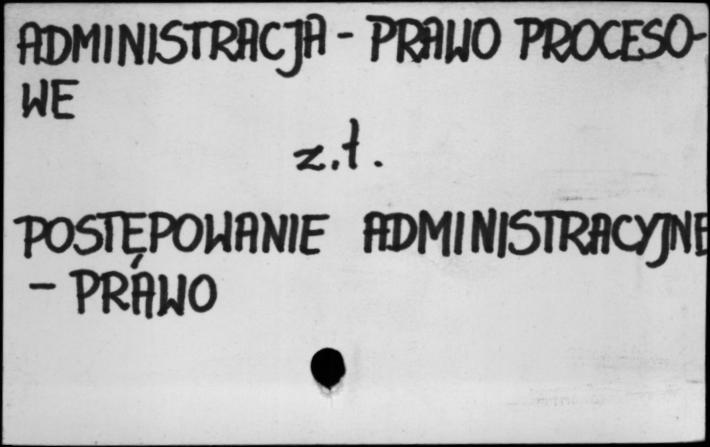 ADMINISTRACJA - PRAWO PROCESO-
WE
z.t.
POSTĘPOWANIE ADMINISTRACYJNE
- PRAWO